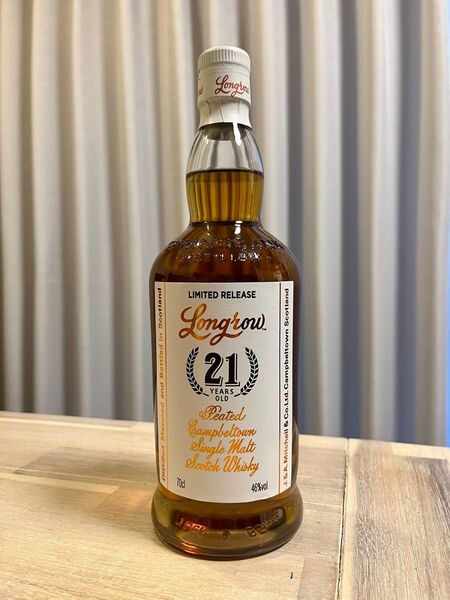 Longrow
LIMITED RELEASE
Longrow
21
YEARS
OLD
Peated
Campbeltown
Single Malt
Scotch Whisky
70cl
46%vol
Distilled Matured and Bottled in Scotland
J.&A.Mitchell & Co.Ltd.Campbeltown Scotland